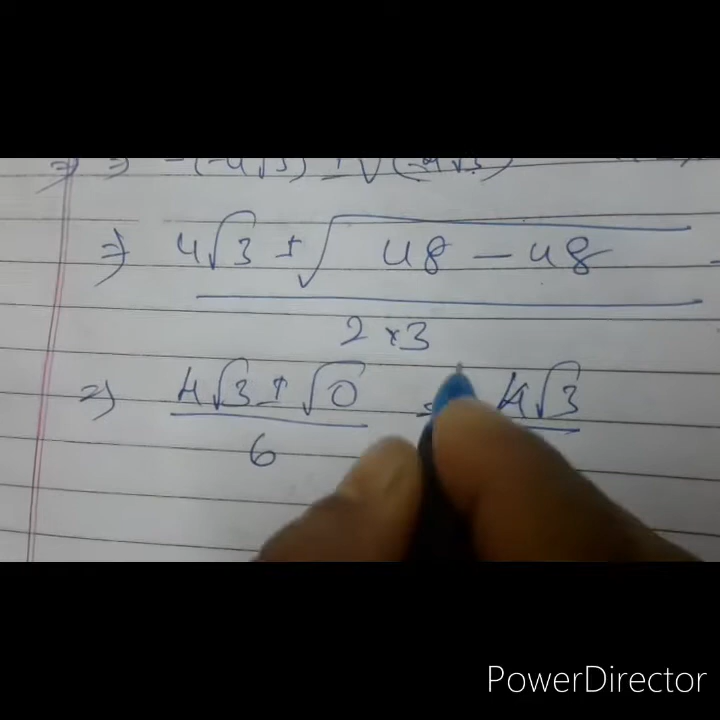 ⇒ 4√3 ± √48 - 48
2 × 3
⇒ 4√3 ± √0 4√3
6
PowerDirector